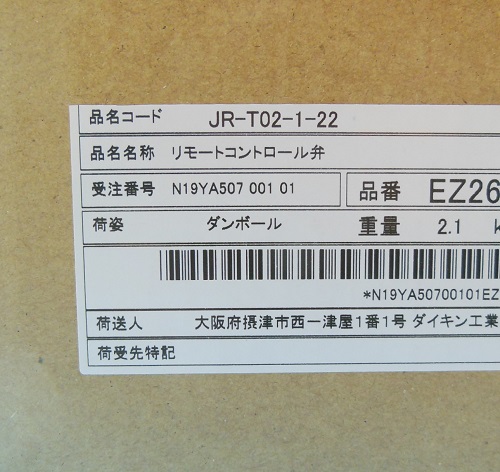 品名コード JR-T02-1-22
品名名称 リモートコントロール弁
受注番号 N19YA507 001 01 品番 EZ26
荷姿 ダンボール 重量 2.1 k
*N19YA50700101EZ
荷送人 大阪府摂津市西一津屋1番1号 ダイキン工業
荷受先特記